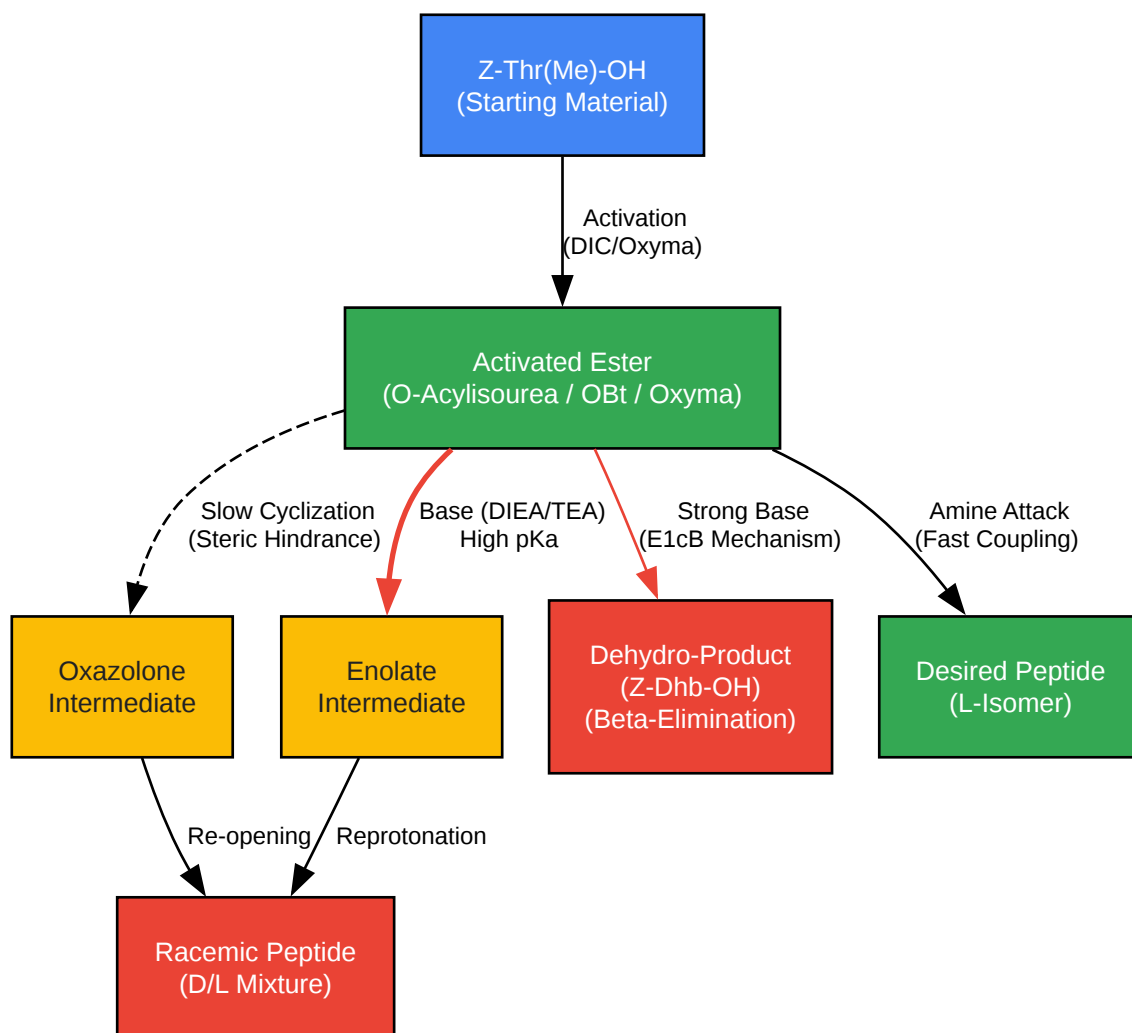 Z-Thr(Me)-OH
(Starting Material)
Activation
(DIC/Oxyma)
Activated Ester
(O-Acylisourea / OBt / Oxyma)
Slow Cyclization
(Steric Hindrance)
Base (DIEA/TEA)
High pKa
Strong Base
(E1cB Mechanism)
Amine Attack
(Fast Coupling)
Oxazolone
Intermediate
Enolate
Intermediate
Dehydro-Product
(Z-Dhb-OH)
(Beta-Elimination)
Desired Peptide
(L-Isomer)
Re-opening
Reprotonation
Racemic Peptide
(D/L Mixture)